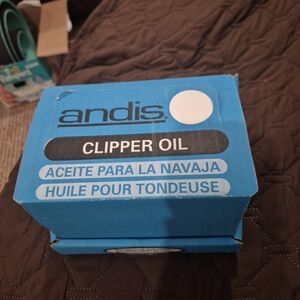 andis.
CLIPPER OIL
ACEITE PARA LA NAVAJA
HUILE POUR TONDEUSE